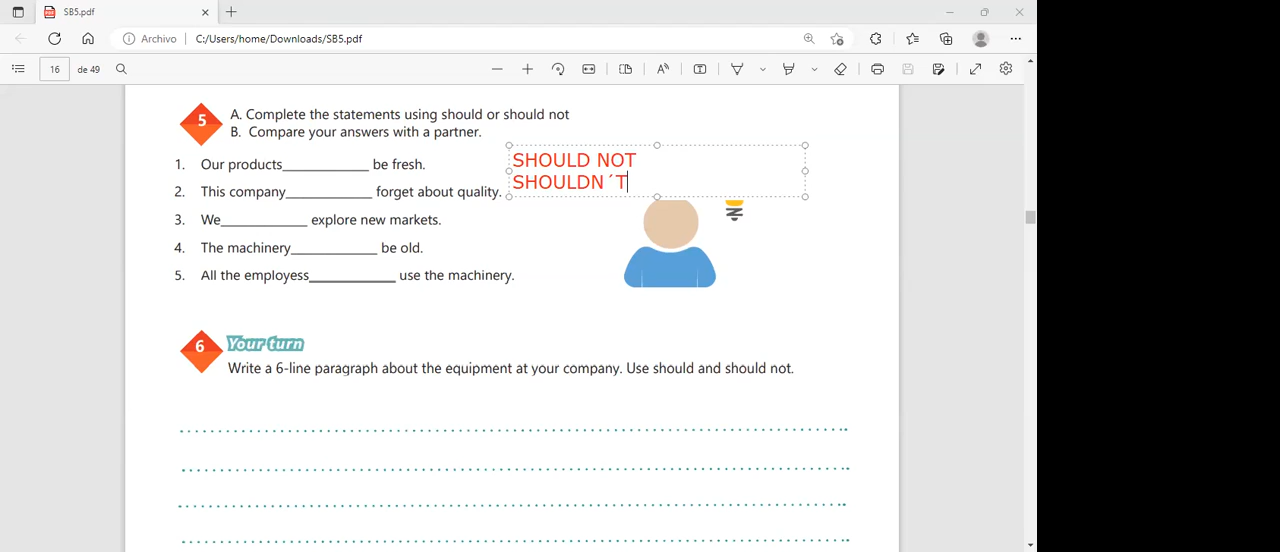 SB5.pdf
Archivo C:/Users/home/Downloads/SB5.pdf
16 de 49
5
A. Complete the statements using should or should not
B. Compare your answers with a partner.
1. Our products____________ be fresh.
2. This company____________ forget about quality.
3. We____________ explore new markets.
4. The machinery____________ be old.
5. All the employess____________ use the machinery.
SHOULD NOT
SHOULDN´T
6 Your turn
Write a 6-line paragraph about the equipment at your company. Use should and should not.